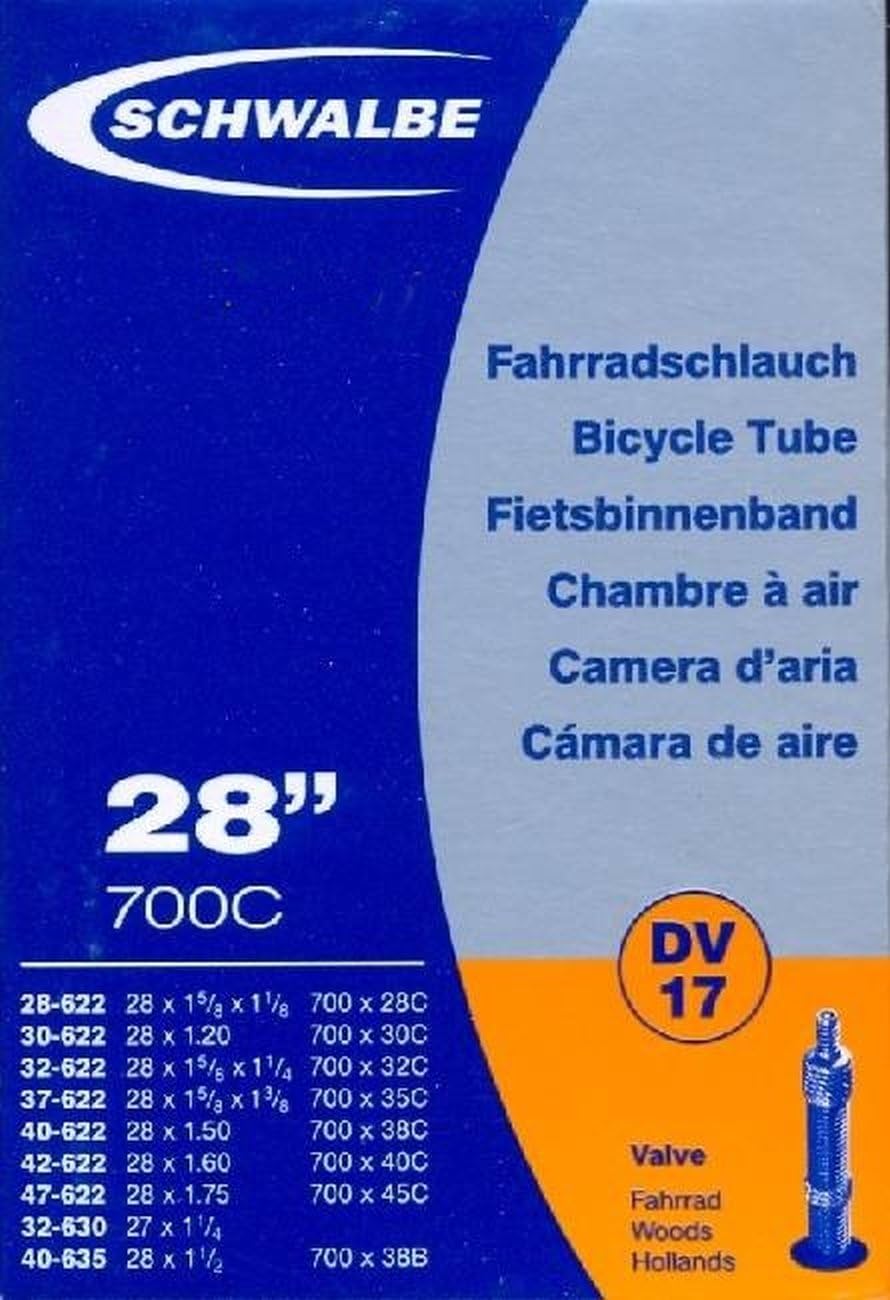 SCHWALBE
Fahrradschlauch
Bicycle Tube
Fietsbinnenband
Chambre à air
Camera d’aria
Cámara de aire
28”
700C
DV
17
28-622 28 x 1⁵/₈ x 1¹/₈ 700 x 28C
30-622 28 x 1.20 700 x 30C
32-622 28 x 1⁵/₈ x 1¹/₄ 700 x 32C
37-622 28 x 1⁵/₈ x 1³/₈ 700 x 35C
40-622 28 x 1.50 700 x 38C
42-622 28 x 1.60 700 x 40C
47-622 28 x 1.75 700 x 45C
32-630 27 x 1¹/₄
40-635 28 x 1¹/₂ 700 x 38B
Valve
Fahrrad
Woods
Hollands